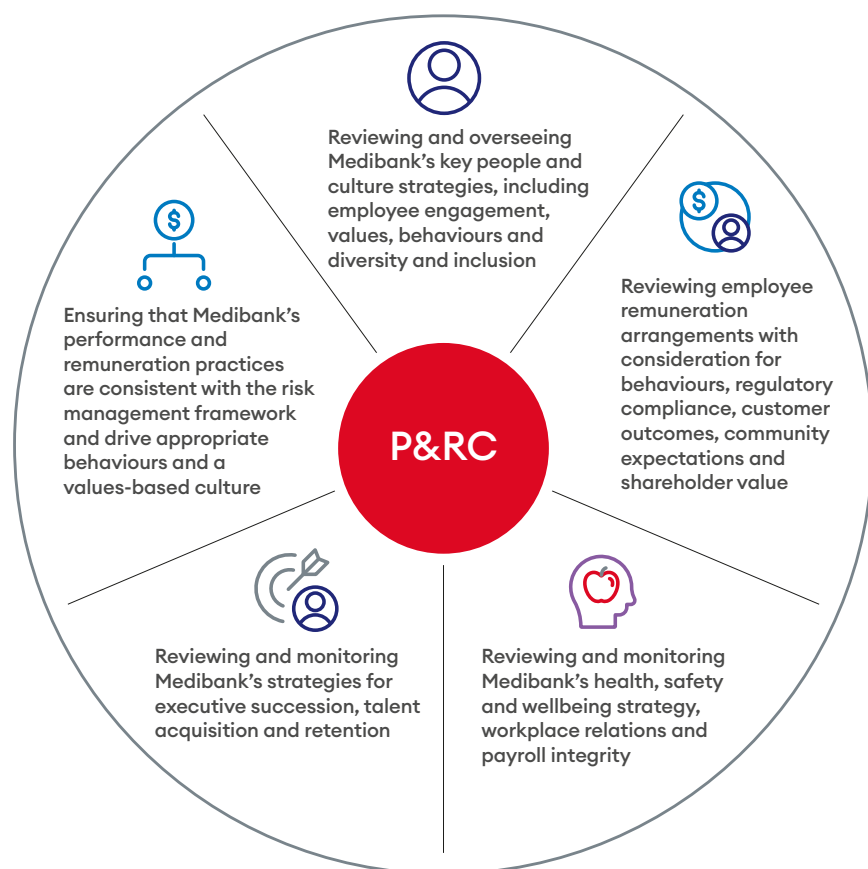 Reviewing and overseeing
Medibank's key people and
culture strategies, including
employee engagement,
values, behaviours and
diversity and inclusion
$
Reviewing employee
remuneration
arrangements with
consideration for
behaviours, regulatory
compliance, customer
outcomes, community
expectations and
shareholder value
$
Ensuring that Medibank's
performance and
remuneration practices
are consistent with the risk
management framework
and drive appropriate
behaviours and a
values-based culture
P&RC
Reviewing and monitoring
Medibank's strategies for
executive succession, talent
acquisition and retention
Reviewing and monitoring
Medibank's health, safety
and wellbeing strategy,
workplace relations and
payroll integrity